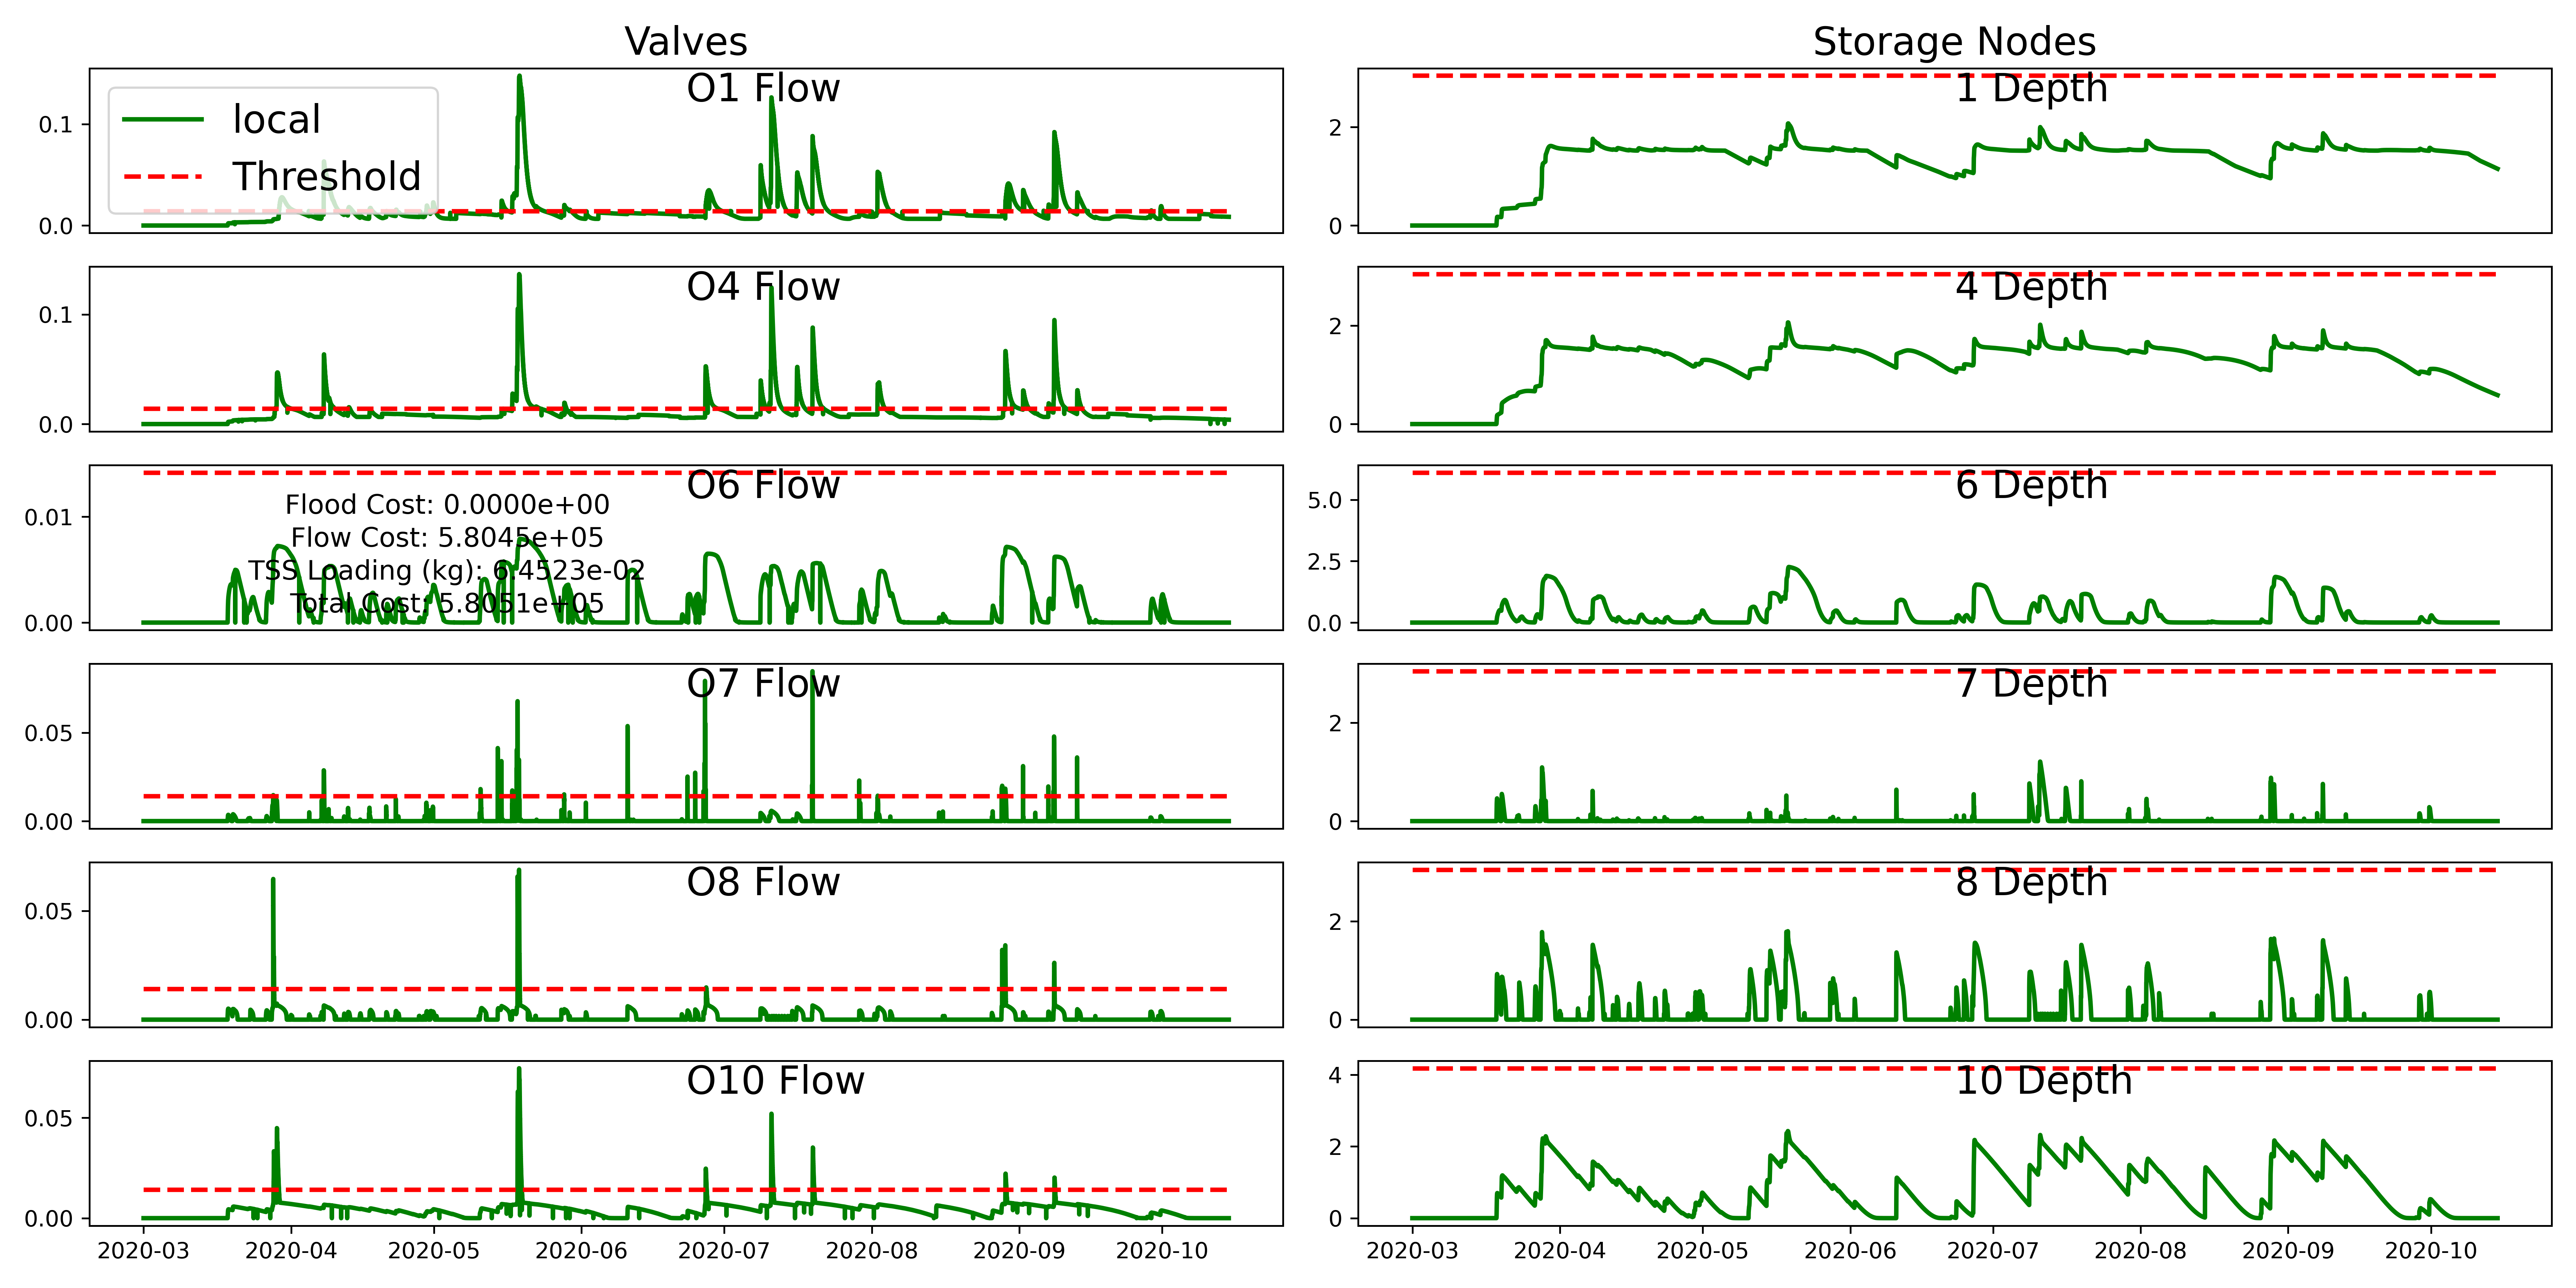 Valves
Storage Nodes
O1 Flow
local
Threshold
0.1
0.0
1 Depth
2
0
O4 Flow
0.1
0.0
4 Depth
2
0
O6 Flow
Flood Cost: 0.0000e+00
Flow Cost: 5.8045e+05
TSS Loading (kg): 6.4523e-02
Total Cost: 5.8051e+05
0.01
0.00
6 Depth
5.0
2.5
0.0
O7 Flow
0.05
0.00
7 Depth
2
0
O8 Flow
0.05
0.00
8 Depth
2
0
O10 Flow
0.05
0.00
2020-03 2020-04 2020-05 2020-06 2020-07 2020-08 2020-09 2020-10
10 Depth
4
2
0
2020-03 2020-04 2020-05 2020-06 2020-07 2020-08 2020-09 2020-10